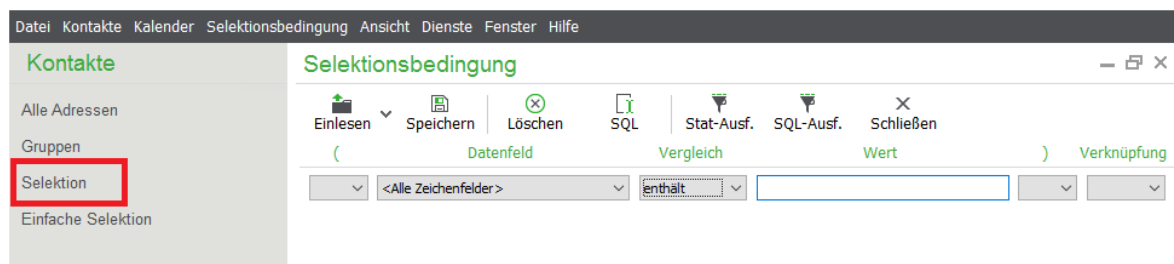 Datei Kontakte Kalender Selektionsbedingung Ansicht Dienste Fenster Hilfe
Kontakte
Selektionsbedingung
Alle Adressen
Gruppen
Selektion
Einfache Selektion
Einlesen Speichern Löschen SQL Stat-Ausf. SQL-Ausf. Schließen
( Datenfeld Vergleich Wert ) Verknüpfung
<Alle Zeichenfelder> enthält